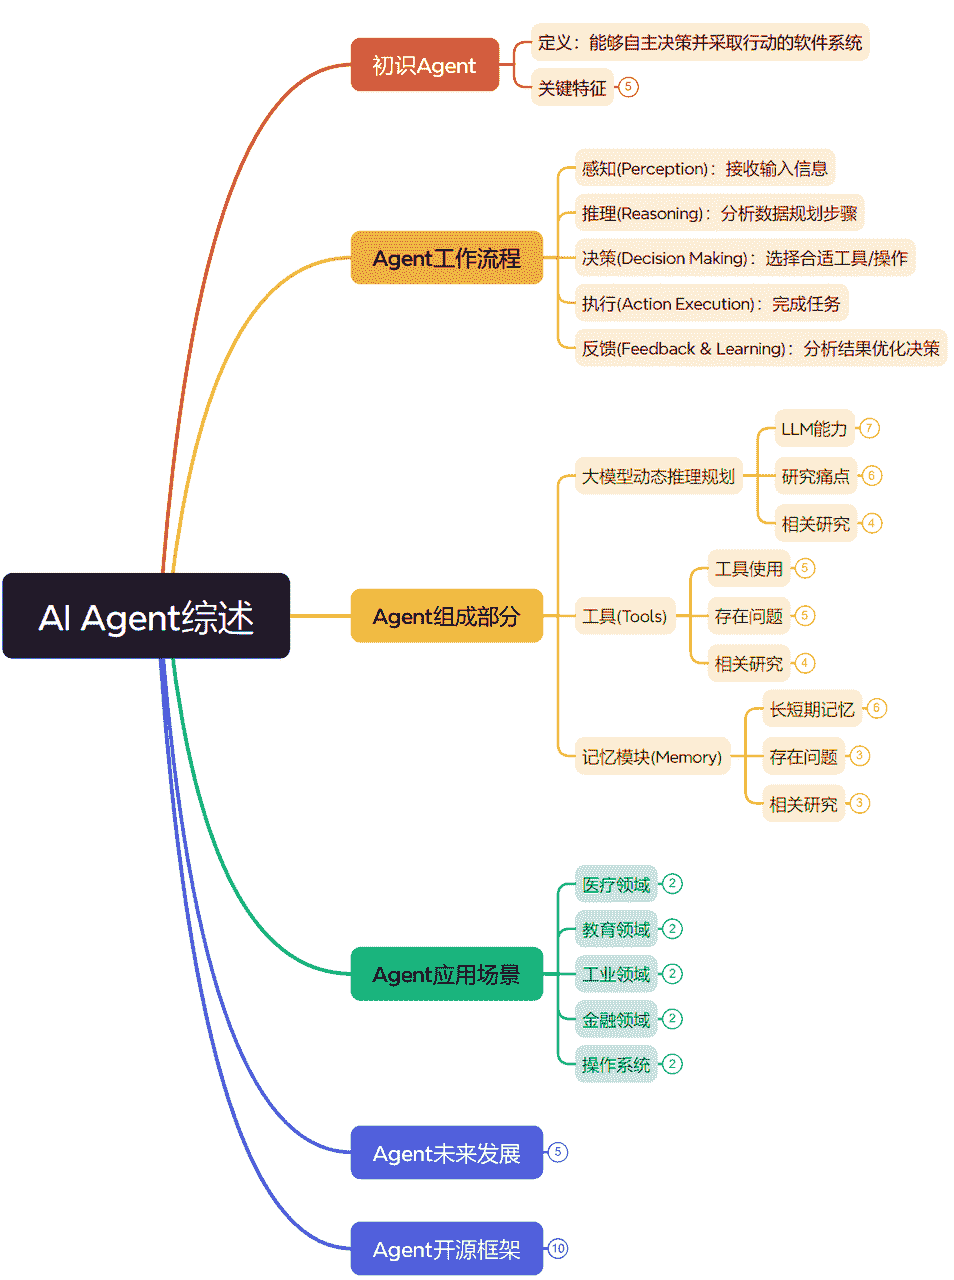 初识Agent
定义：能够自主决策并采取行动的软件系统
关键特征
5
Agent工作流程
感知(Perception)：接收输入信息
推理(Reasoning)：分析数据规划步骤
决策(Decision Making)：选择合适工具/操作
执行(Action Execution)：完成任务
反馈(Feedback & Learning)：分析结果优化决策
AI Agent综述
Agent组成部分
大模型动态推理规划
LLM能力
7
研究痛点
6
相关研究
4
工具(Tools)
工具使用
5
存在问题
5
相关研究
4
记忆模块(Memory)
长短期记忆
6
存在问题
3
相关研究
3
Agent应用场景
医疗领域
2
教育领域
2
工业领域
2
金融领域
2
操作系统
2
Agent未来发展
5
Agent开源框架
10